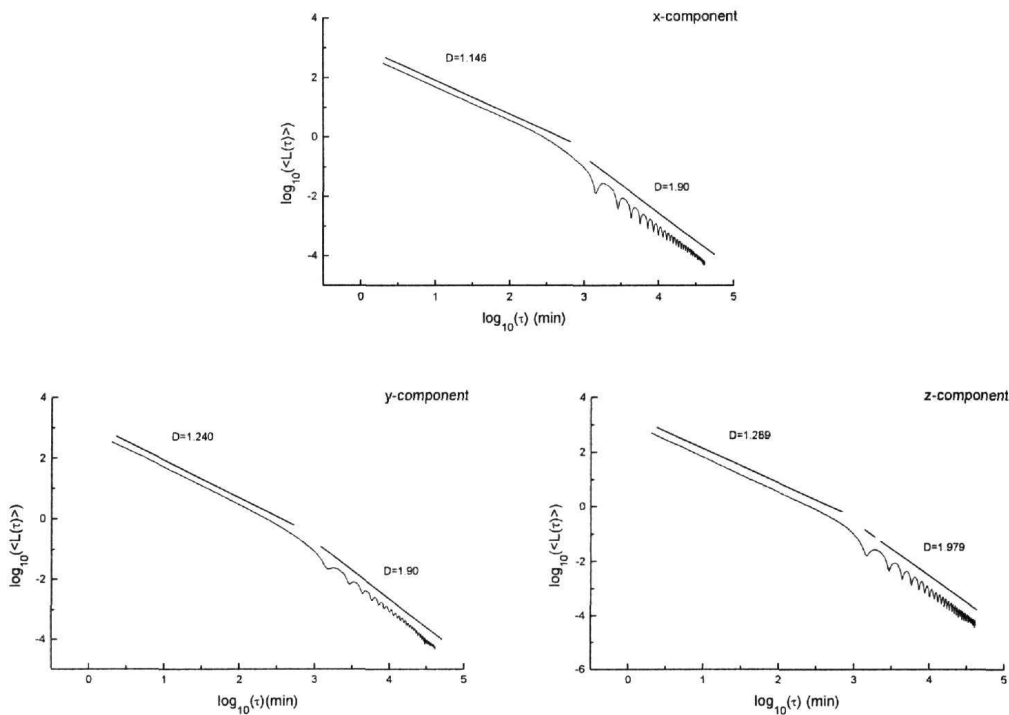 x-component
4
2
0
-2
-4
log10(<L(τ)>)
D=1.146
D=1.90
0 1 2 3 4 5
log10(τ) (min)
y-component
4
2
0
-2
-4
log10(<L(τ)>)
D=1.240
D=1.90
0 1 2 3 4 5
log10(τ)(min)
z-component
4
2
0
-2
-4
-6
log10(<L(τ)>)
D=1.289
D=1.979
0 1 2 3 4 5
log10(τ) (min)